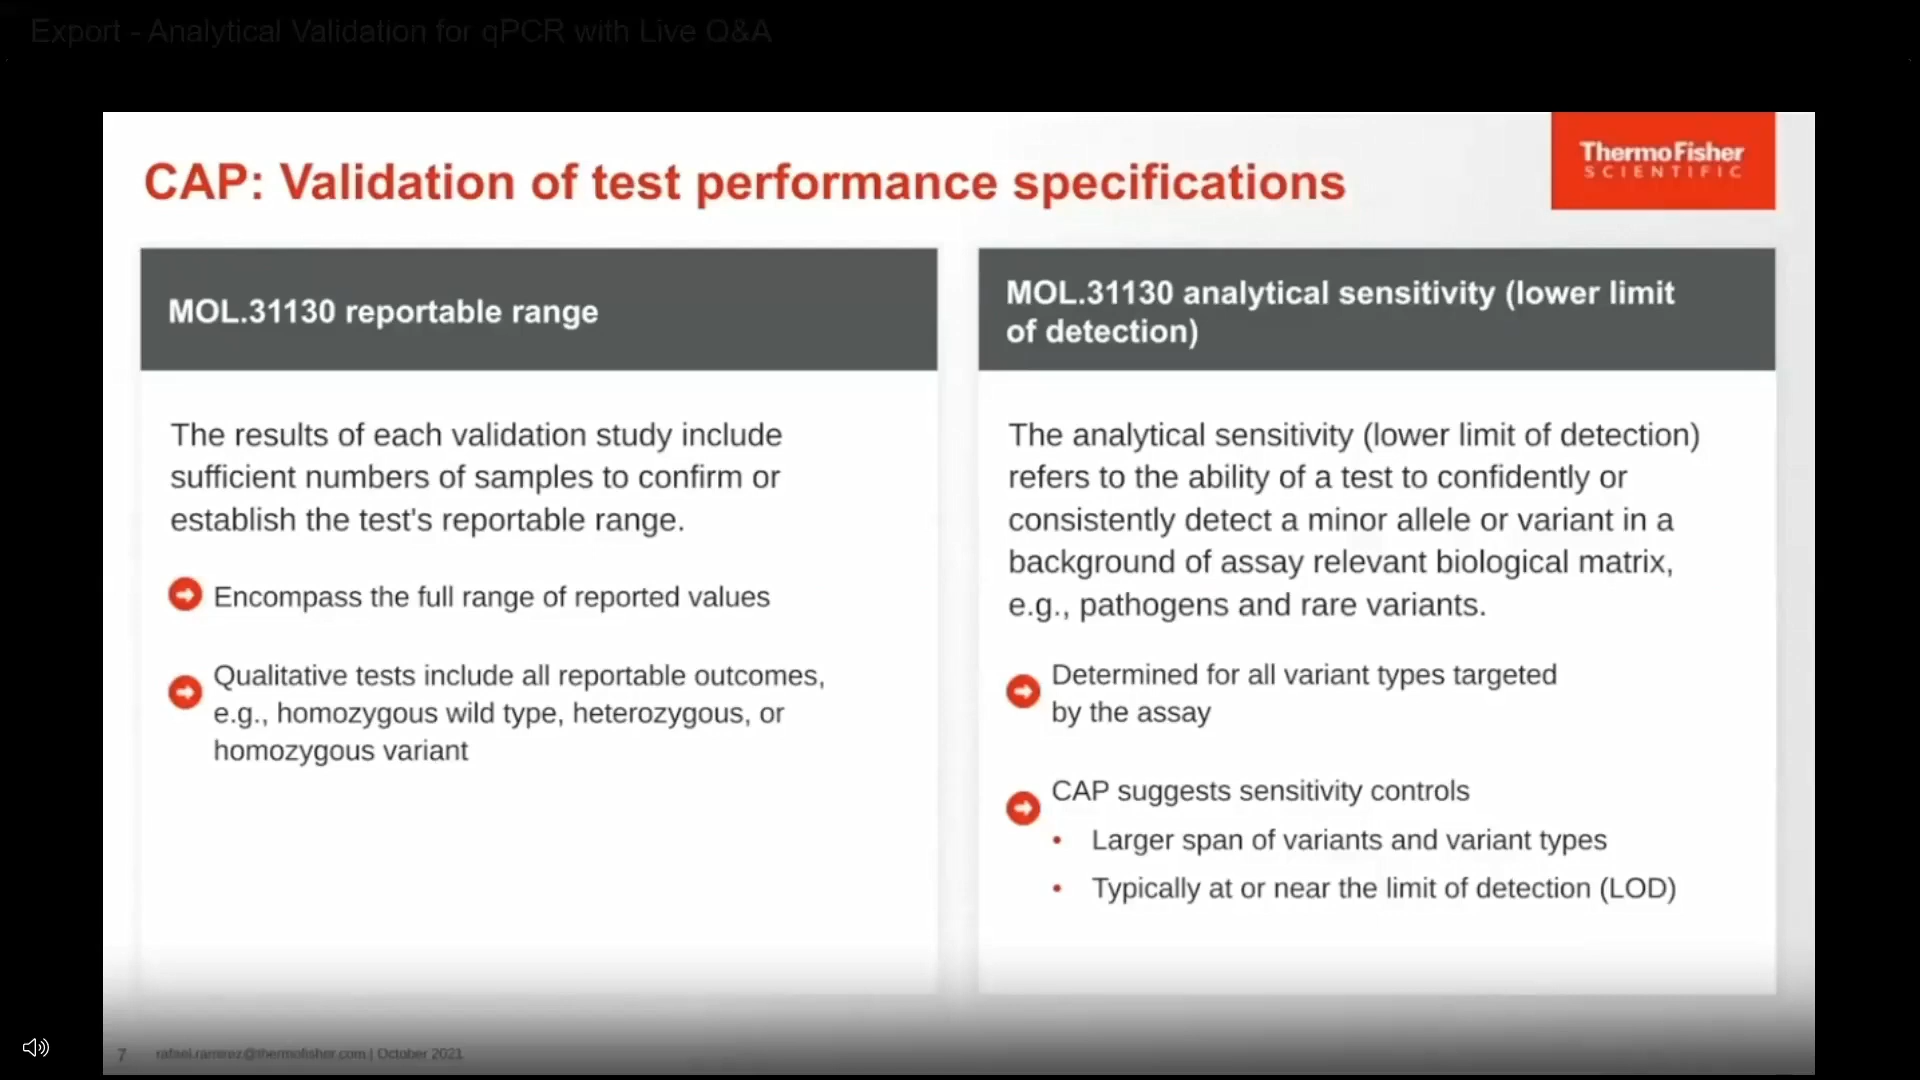 Export - Analytical Validation for qPCR with Live Q&A
ThermoFisher
SCIENTIFIC
CAP: Validation of test performance specifications
MOL.31130 reportable range
The results of each validation study include
sufficient numbers of samples to confirm or
establish the test's reportable range.
Encompass the full range of reported values
Qualitative tests include all reportable outcomes,
e.g., homozygous wild type, heterozygous, or
homozygous variant
MOL.31130 analytical sensitivity (lower limit
of detection)
The analytical sensitivity (lower limit of detection)
refers to the ability of a test to confidently or
consistently detect a minor allele or variant in a
background of assay relevant biological matrix,
e.g., pathogens and rare variants.
Determined for all variant types targeted
by the assay
CAP suggests sensitivity controls
• Larger span of variants and variant types
• Typically at or near the limit of detection (LOD)
7 rafael.ramirez@thermofisher.com | October 2021